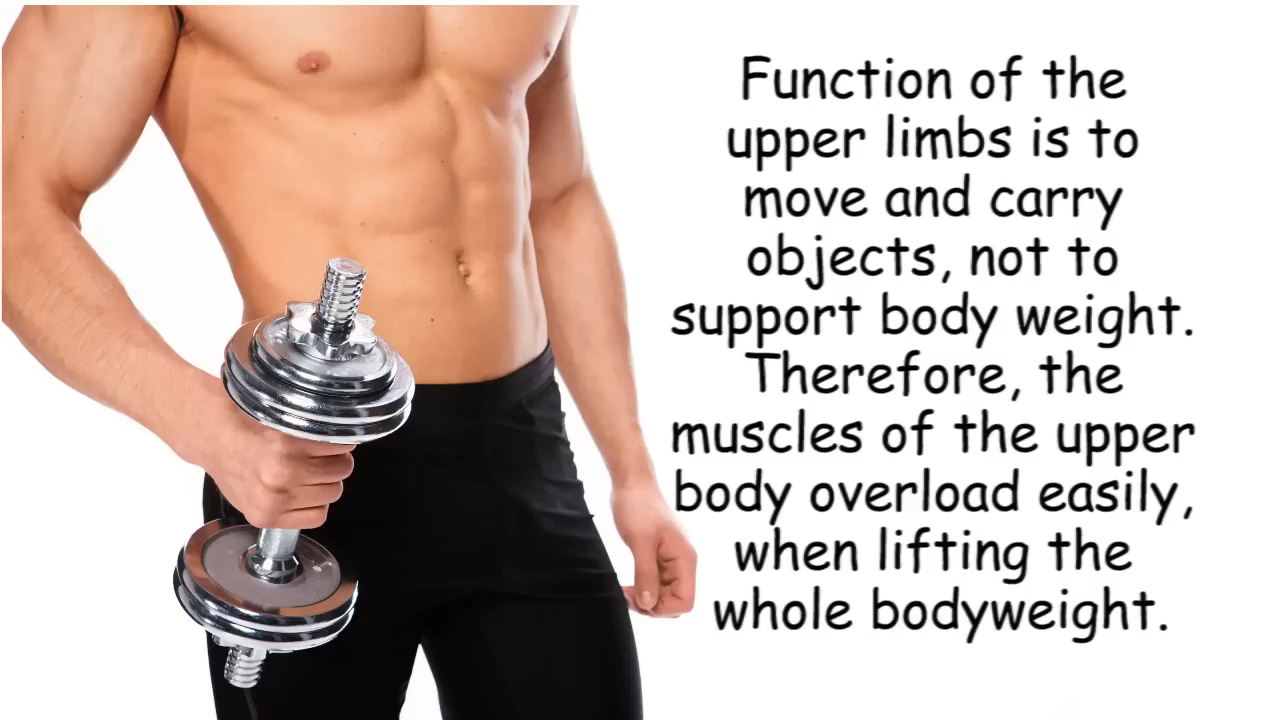 Function of the
upper limbs is to
move and carry
objects, not to
support body weight.
Therefore, the
muscles of the upper
body overload easily,
when lifting the
whole bodyweight.